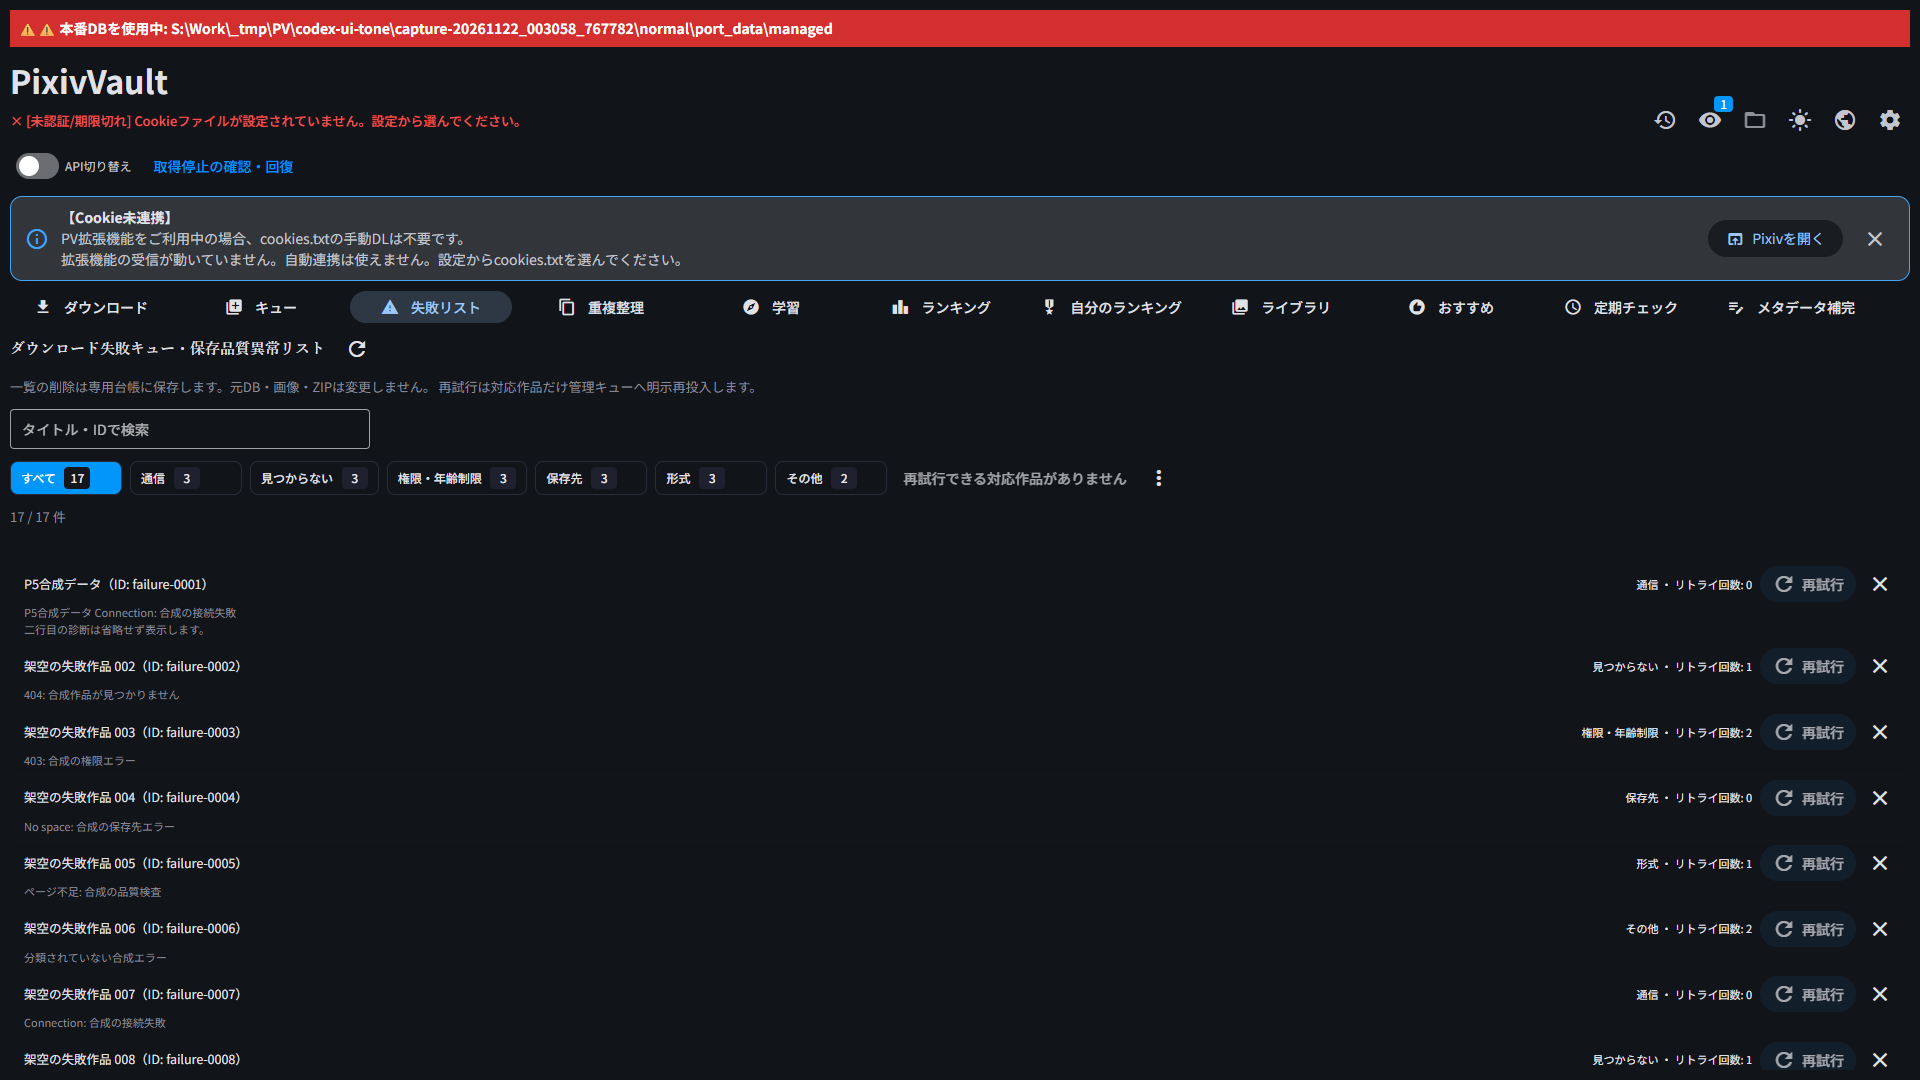 本番DBを使用中: S:\Work\_tmp\PV\codex-ui-tone\capture-20261122_003058_767782\normal\port_data\managed
PixivVault
× [未認証/期限切れ] Cookieファイルが設定されていません。設定から選んでください。
1
API切り替え 取得停止の確認・回復
【Cookie未連携】
PV拡張機能をご利用中の場合、cookies.txtの手動DLは不要です。
拡張機能の受信が動いていません。自動連携は使えません。設定からcookies.txtを選んでください。
Pixivを開く
ダウンロード キュー 失敗リスト 重複整理 学習 ランキング 自分のランキング ライブラリ おすすめ 定期チェック メタデータ補完
ダウンロード失敗キュー・保存品質異常リスト
一覧の削除は専用台帳に保存します。元DB・画像・ZIPは変更しません。 再試行は対応作品だけ管理キューへ明示再投入します。
タイトル・IDで検索
すべて 17 通信 3 見つからない 3 権限・年齢制限 3 保存先 3 形式 3 その他 2 再試行できる対応作品がありません
17 / 17 件
P5合成データ（ID: failure-0001） 通信 ・ リトライ回数: 0 再試行
P5合成データ Connection: 合成の接続失敗
二行目の診断は省略せず表示します。
架空の失敗作品 002（ID: failure-0002） 見つからない ・ リトライ回数: 1 再試行
404: 合成作品が見つかりません
架空の失敗作品 003（ID: failure-0003） 権限・年齢制限 ・ リトライ回数: 2 再試行
403: 合成の権限エラー
架空の失敗作品 004（ID: failure-0004） 保存先 ・ リトライ回数: 0 再試行
No space: 合成の保存先エラー
架空の失敗作品 005（ID: failure-0005） 形式 ・ リトライ回数: 1 再試行
ページ不足: 合成の品質検査
架空の失敗作品 006（ID: failure-0006） その他 ・ リトライ回数: 2 再試行
分類されていない合成エラー
架空の失敗作品 007（ID: failure-0007） 通信 ・ リトライ回数: 0 再試行
Connection: 合成の接続失敗
架空の失敗作品 008（ID: failure-0008） 見つからない ・ リトライ回数: 1 再試行